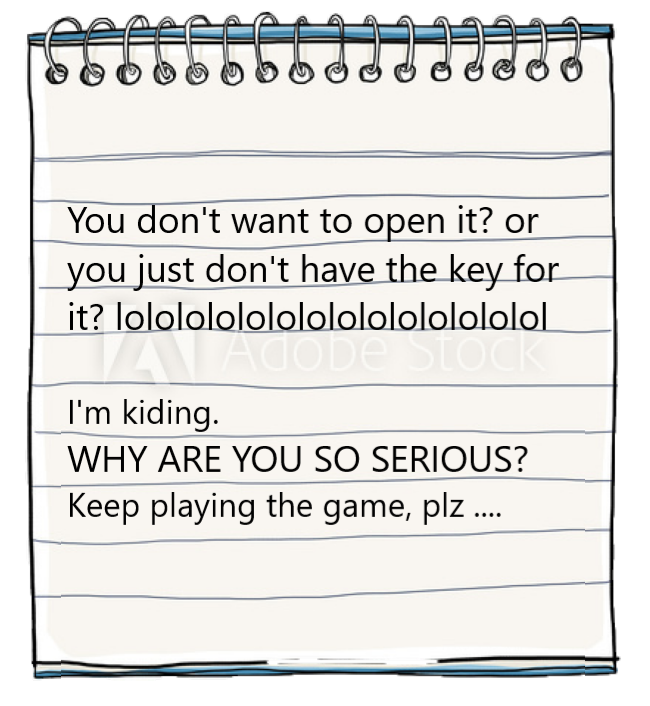 You don't want to open it? or
you just don't have the key for
it? lolololololololololololololol
Adobe Stock
I'm kiding.
WHY ARE YOU SO SERIOUS?
Keep playing the game, plz ....